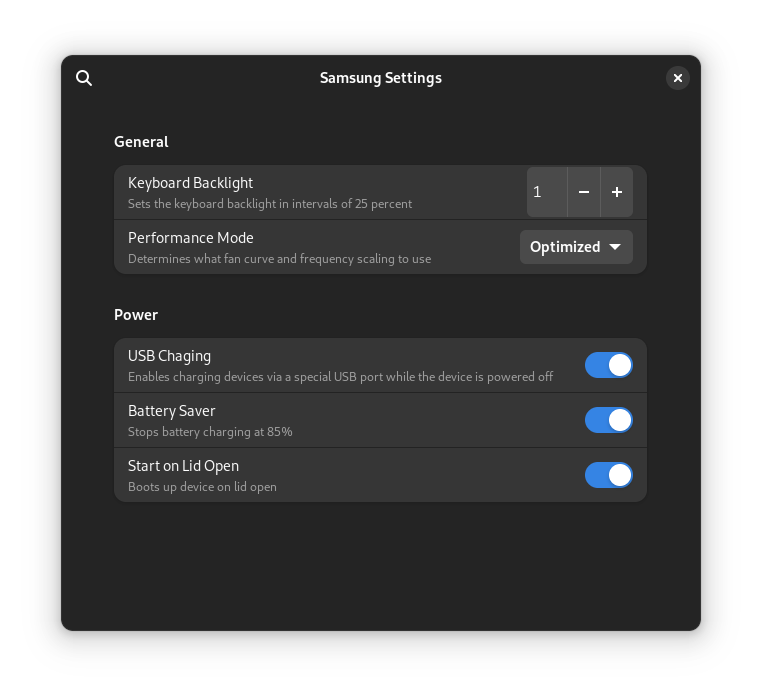 Samsung Settings
General
Keyboard Backlight
Sets the keyboard backlight in intervals of 25 percent
1
Performance Mode
Determines what fan curve and frequency scaling to use
Optimized
Power
USB Chaging
Enables charging devices via a special USB port while the device is powered off
Battery Saver
Stops battery charging at 85%
Start on Lid Open
Boots up device on lid open